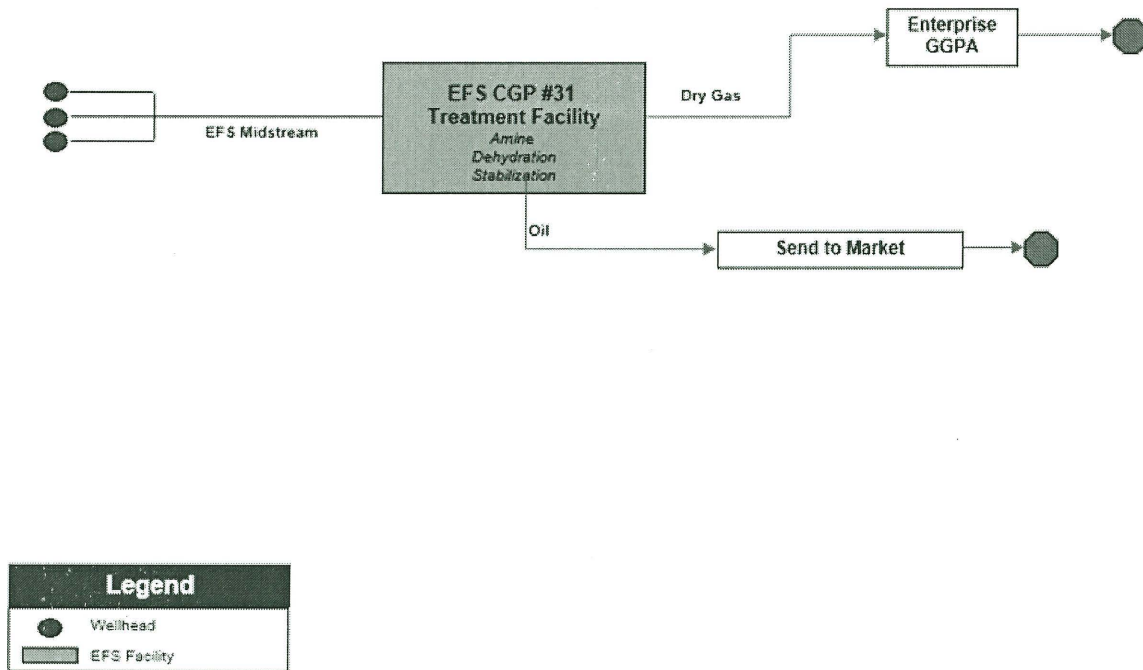 Enterprise
GGPA
EFS CGP #31
Treatment Facility
Amine
Dehydration
Stabilization
Dry Gas
EFS Midstream
Oil
Send to Market
Legend
Wellhead
EFS Facility